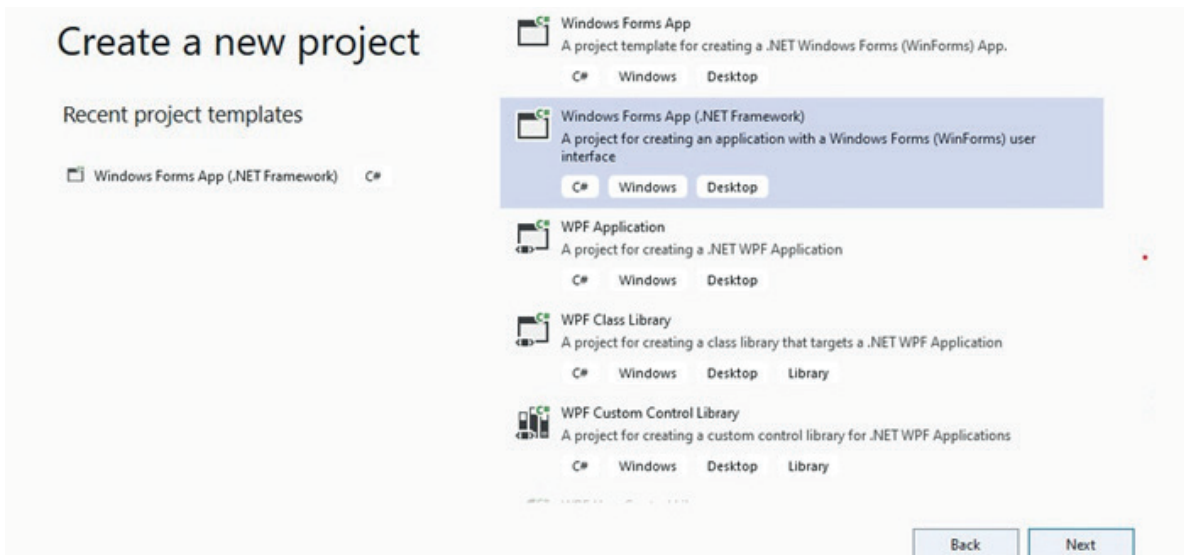 Create a new project
Recent project templates
Windows Forms App (.NET Framework) C#
Windows Forms App
A project template for creating a .NET Windows Forms (WinForms) App.
C# Windows Desktop
Windows Forms App (.NET Framework)
A project for creating an application with a Windows Forms (WinForms) user
interface
C# Windows Desktop
WPF Application
A project for creating a .NET WPF Application
C# Windows Desktop
WPF Class Library
A project for creating a class library that targets a .NET WPF Application
C# Windows Desktop Library
WPF Custom Control Library
A project for creating a custom control library for .NET WPF Applications
C# Windows Desktop Library
Back Next